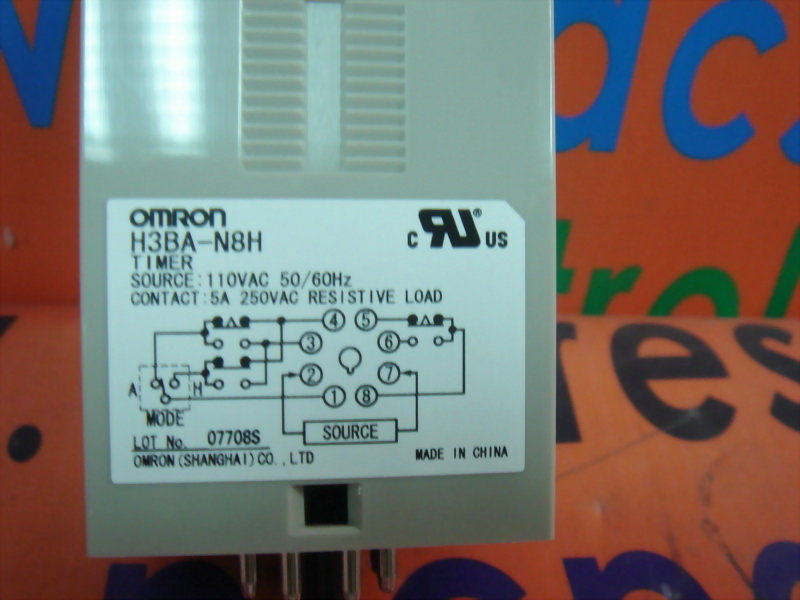 OMRON
H3BA-N8H
TIMER
SOURCE:110VAC 50/60Hz
CONTACT:5A 250VAC RESISTIVE LOAD
C RU® US
4 5
3 6
2 7
1 8
A H
MODE
SOURCE
LOT No. 07708S
OMRON(SHANGHAI)CO.,LTD
MADE IN CHINA